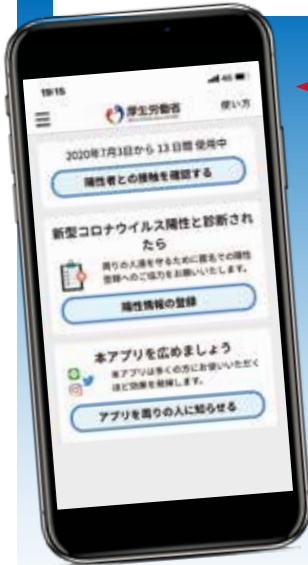 19:15
4G
厚生労働省
使い方
2020年7月3日から 13 日間 使用中
陽性者との接触を確認する
新型コロナウイルス陽性と診断され
たら
周りの人達を守るために匿名での陽性
登録へのご協力をお願いいたします。
陽性情報の登録
本アプリを広めましょう
本アプリは多くの方にお使いいただく
ほど効果を発揮します。
アプリを周りの人に知らせる